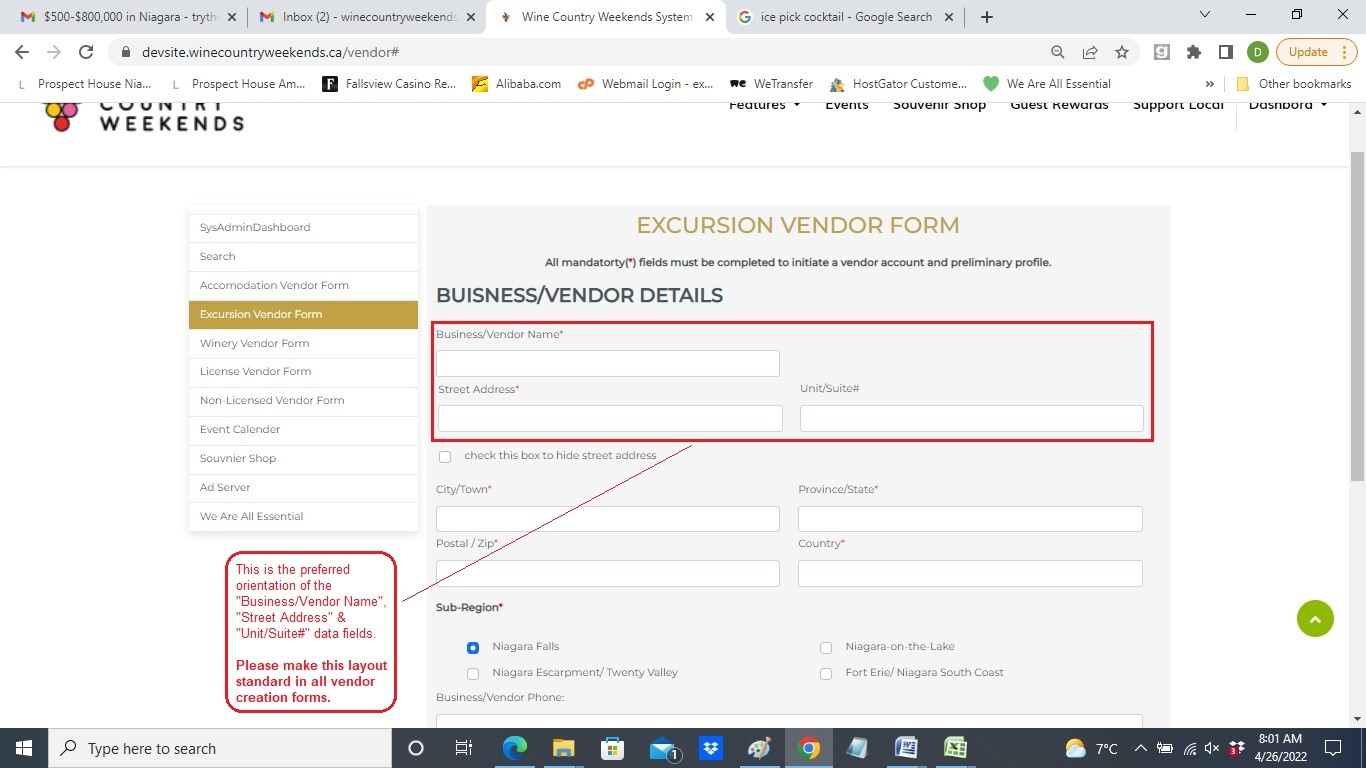 $500-$800,000 in Niagara - tryth
Inbox (2) - winecountryweekends
Wine Country Weekends System
ice pick cocktail - Google Search
devsite.winecountryweekends.ca/vendor#
D
Update
Prospect House Nia...
Prospect House Am...
Fallsview Casino Re...
Alibaba.com
Webmail Login - ex...
WeTransfer
HostGator Custome...
We Are All Essential
»
Other bookmarks
COUNTRY
WEEKENDS
Features
Events
Souvenir Shop
Guest Rewards
Support Local
Dashbord
SysAdminDashboard
Search
Accomodation Vendor Form
Excursion Vendor Form
Winery Vendor Form
License Vendor Form
Non-Licensed Vendor Form
Event Calender
Souvnier Shop
Ad Server
We Are All Essential
EXCURSION VENDOR FORM
All mandatorty(*) fields must be completed to initiate a vendor account and preliminary profile.
BUISNESS/VENDOR DETAILS
Business/Vendor Name*
Street Address*
Unit/Suite#
check this box to hide street address
City/Town*
Province/State*
Postal / Zip*
Country*
Sub-Region*
Niagara Falls
Niagara-on-the-Lake
Niagara Escarpment/ Twenty Valley
Fort Erie/ Niagara South Coast
Business/Vendor Phone:
This is the preferred
orientation of the
"Business/Vendor Name",
"Street Address" &
"Unit/Suite#" data fields.
Please make this layout
standard in all vendor
creation forms.
Type here to search
1
7°C
3
8:01 AM
4/26/2022